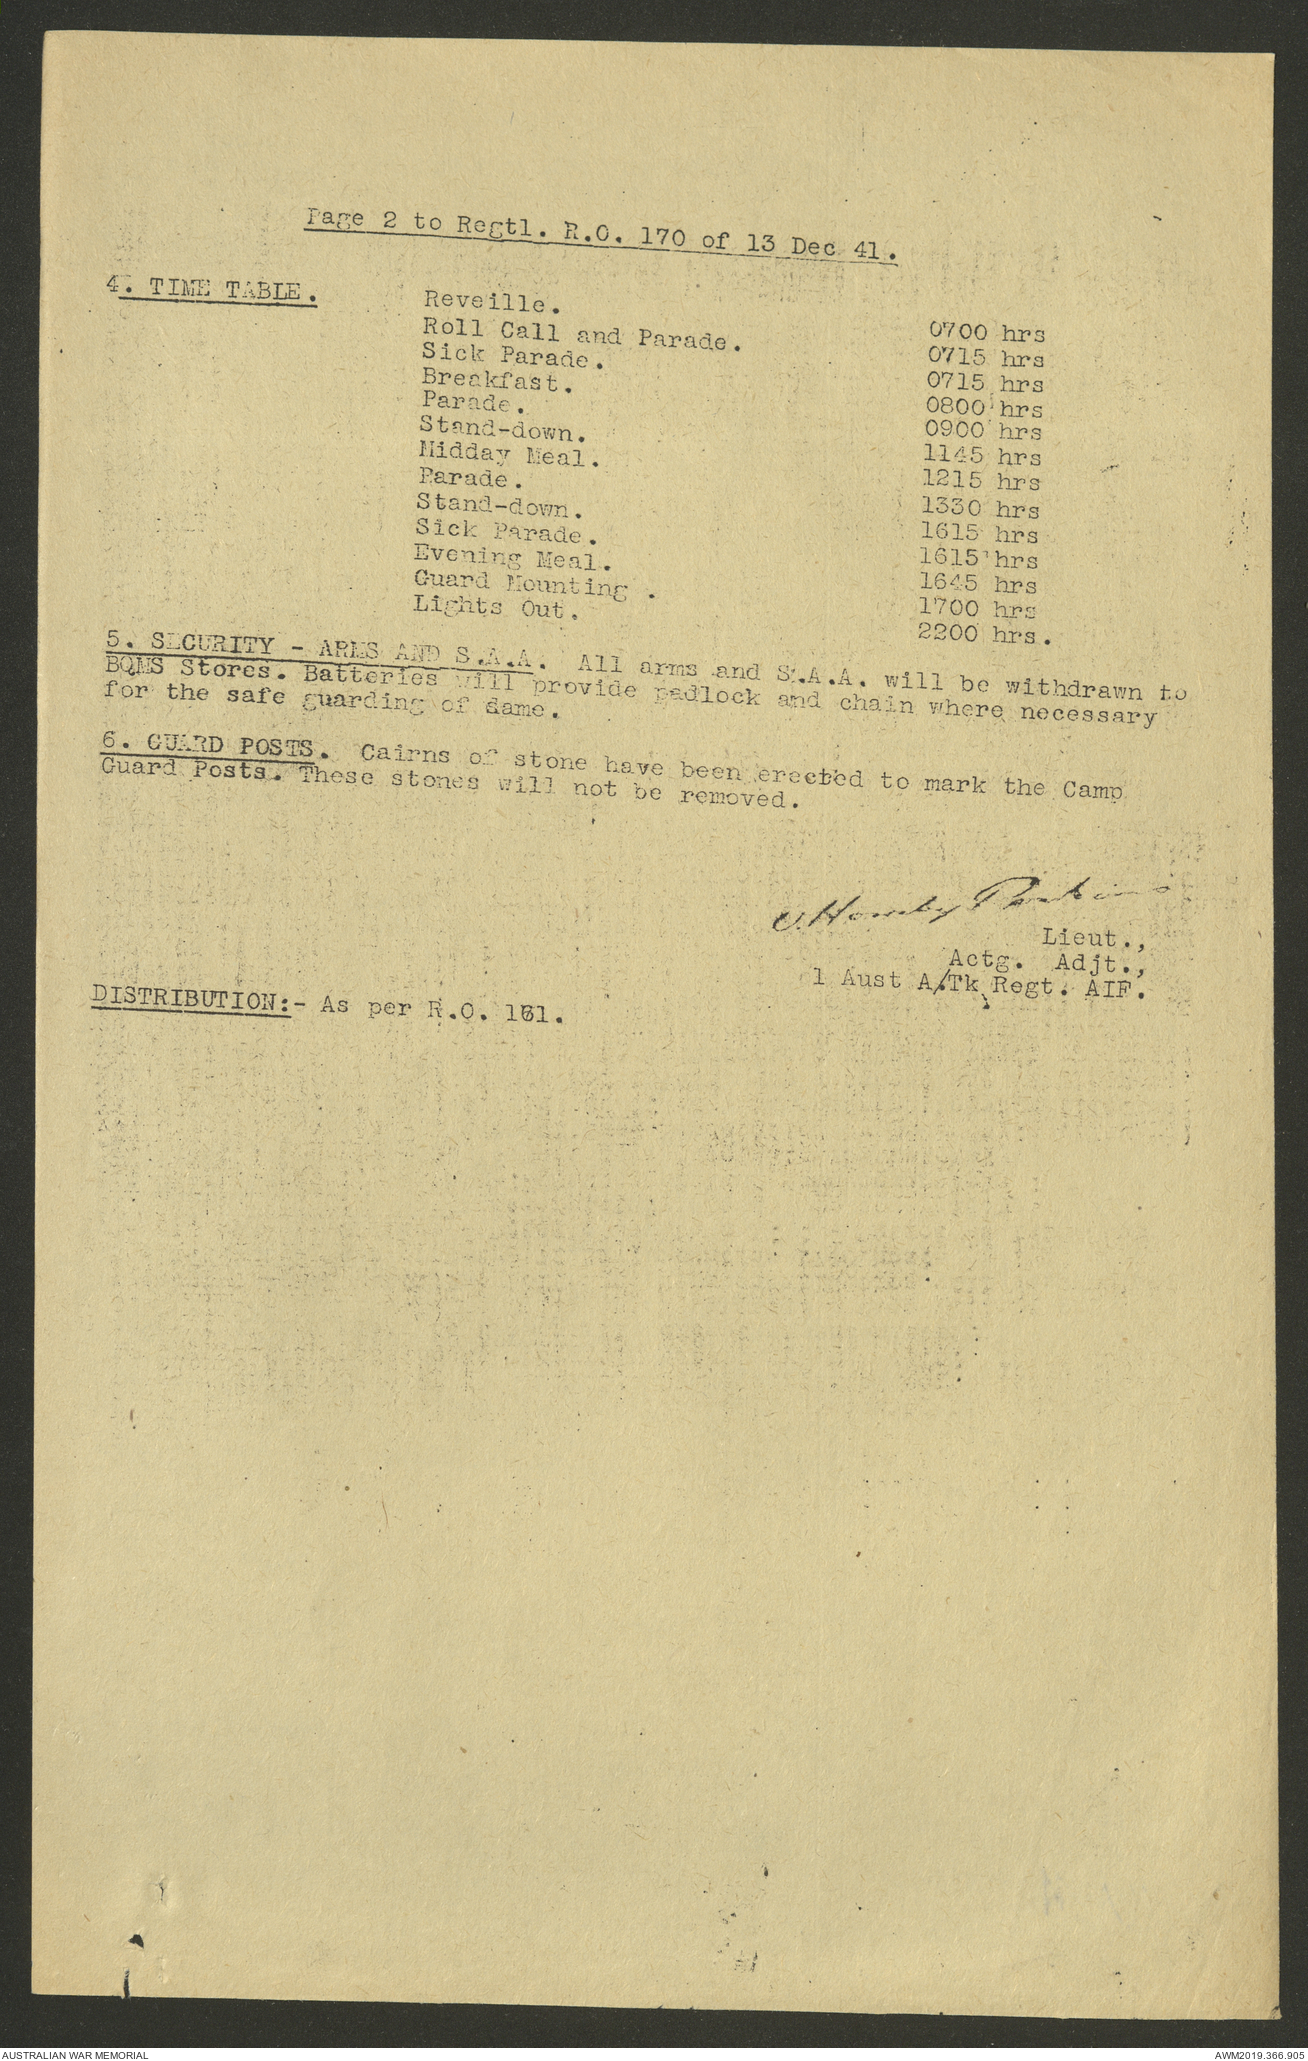 Page 2 to Regtl. R.O. 170 of 13 Dec 41.
4. TIME TABLE.
Reveille. 0700 hrs
Roll Call and Parade. 0715 hrs
Sick Parade. 0715 hrs
Breakfast. 0800 hrs
Parade. 0900 hrs
Stand-down. 1145 hrs
Midday Meal. 1215 hrs
Parade. 1330 hrs
Stand-down. 1615 hrs
Sick Parade. 1615 hrs
Evening Meal. 1645 hrs
Guard Mounting . 1700 hrs
Lights Out. 2200 hrs.
5. SECURITY - ARMS AND S.A.A. All arms and S.A.A. will be withdrawn to
BQMS Stores. Batteries will provide padlock and chain where necessary
for the safe guarding of same.
6. GUARD POSTS. Cairns of stone have been erected to mark the Camp
Guard Posts. These stones will not be removed.
Lieut.,
Actg. Adjt.,
1 Aust A/Tk Regt. AIF.
DISTRIBUTION:- As per R.O. 161.
AUSTRALIAN WAR MEMORIAL
AWM2019.366.905